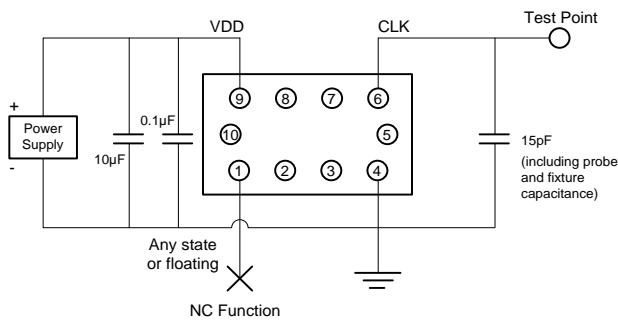 Test Point
VDD
CLK
+
Power
Supply
-
10µF
0.1µF
9
8
7
6
10
5
1
2
3
4
15pF
(including probe
and fixture
capacitance)
Any state
or floating
NC Function